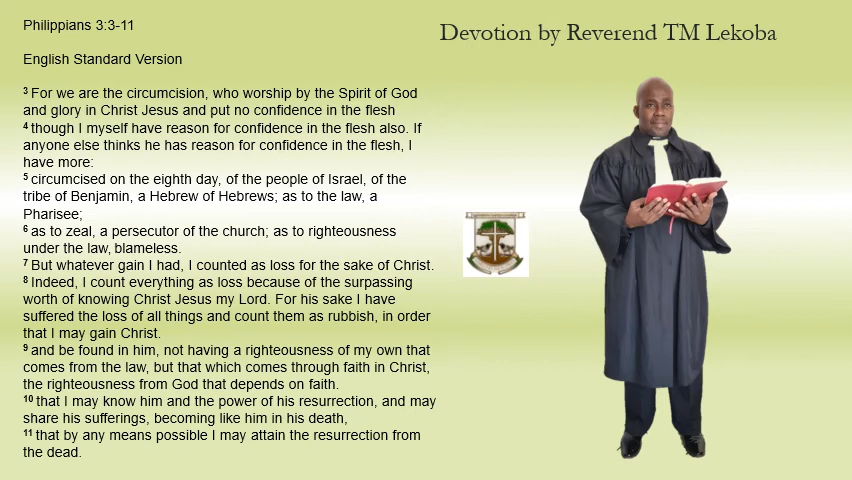 Philippians 3:3-11
English Standard Version
3 For we are the circumcision, who worship by the Spirit of God
and glory in Christ Jesus and put no confidence in the flesh
4 though I myself have reason for confidence in the flesh also. If
anyone else thinks he has reason for confidence in the flesh, I
have more:
5 circumcised on the eighth day, of the people of Israel, of the
tribe of Benjamin, a Hebrew of Hebrews; as to the law, a
Pharisee;
6 as to zeal, a persecutor of the church; as to righteousness
under the law, blameless.
7 But whatever gain I had, I counted as loss for the sake of Christ.
8 Indeed, I count everything as loss because of the surpassing
worth of knowing Christ Jesus my Lord. For his sake I have
suffered the loss of all things and count them as rubbish, in order
that I may gain Christ.
9 and be found in him, not having a righteousness of my own that
comes from the law, but that which comes through faith in Christ,
the righteousness from God that depends on faith.
10 that I may know him and the power of his resurrection, and may
share his sufferings, becoming like him in his death,
11 that by any means possible I may attain the resurrection from
the dead.
Devotion by Reverend TM Lekoba